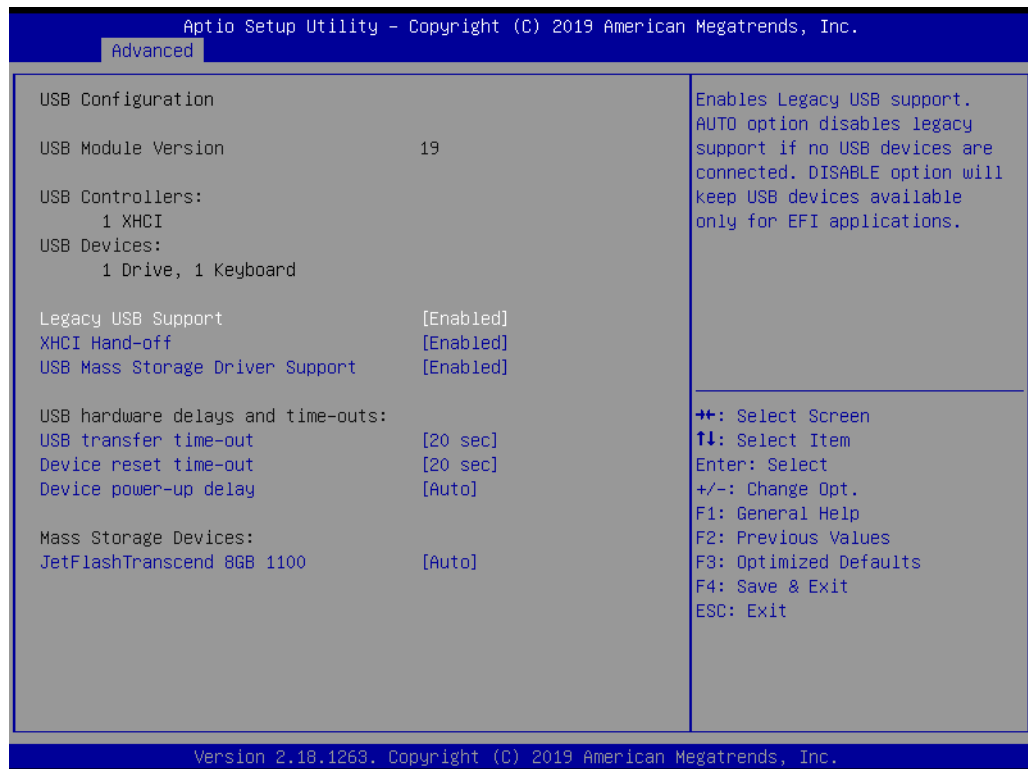 Aptio Setup Utility – Copyright (C) 2019 American Megatrends, Inc.
Advanced
USB Configuration
USB Module Version 19
USB Controllers:
1 XHCI
USB Devices:
1 Drive, 1 Keyboard
Legacy USB Support [Enabled]
XHCI Hand-off [Enabled]
USB Mass Storage Driver Support [Enabled]
USB hardware delays and time-outs:
USB transfer time-out [20 sec]
Device reset time-out [20 sec]
Device power-up delay [Auto]
Mass Storage Devices:
JetFlashTranscend 8GB 1100 [Auto]
Enables Legacy USB support.
AUTO option disables legacy
support if no USB devices are
connected. DISABLE option will
keep USB devices available
only for EFI applications.
→←: Select Screen
↑↓: Select Item
Enter: Select
+/-: Change Opt.
F1: General Help
F2: Previous Values
F3: Optimized Defaults
F4: Save & Exit
ESC: Exit
Version 2.18.1263. Copyright (C) 2019 American Megatrends, Inc.